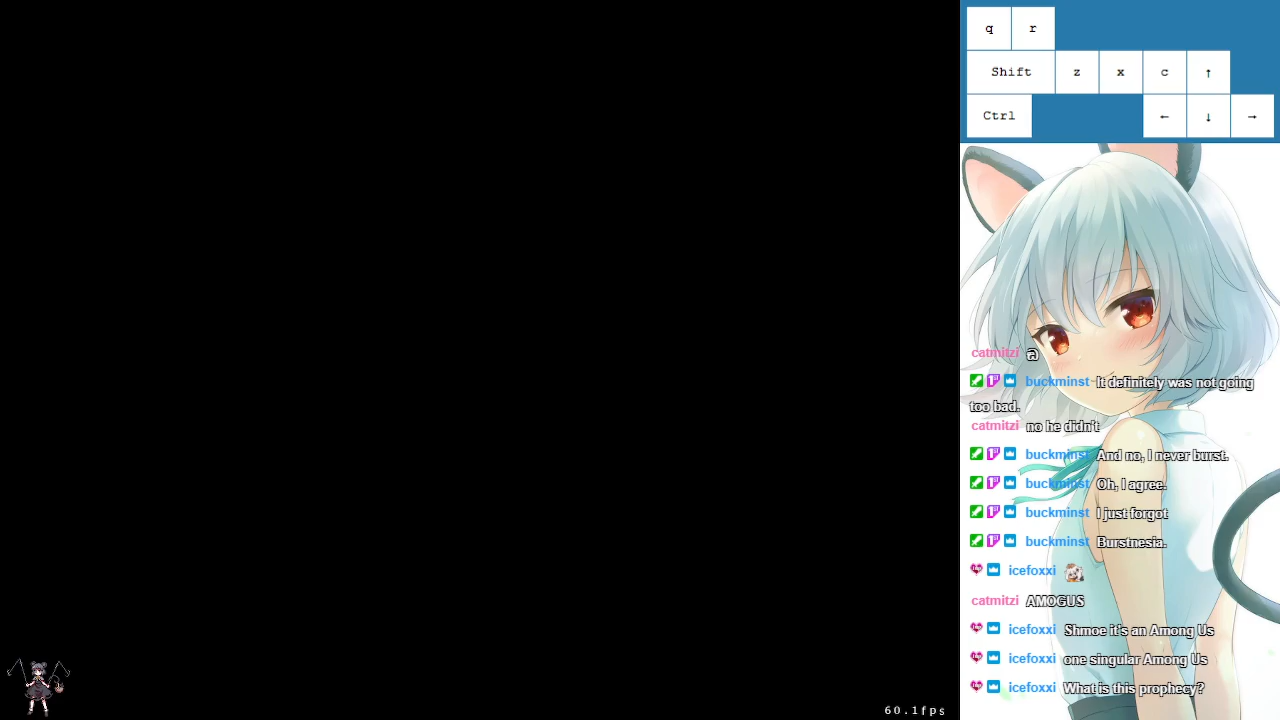 q r
Shift z x c ↑
Ctrl ← ↓ →
catmitzi ඞ
buckminst It definitely was not going
too bad.
catmitzi no he didn't
buckminst And no, I never burst.
buckminst Oh, I agree.
buckminst I just forgot
buckminst Burstnesia.
icefoxxi
catmitzi AMOGUS
icefoxxi Shmoe it's an Among Us
icefoxxi one singular Among Us
icefoxxi What is this prophecy?
60.1fps